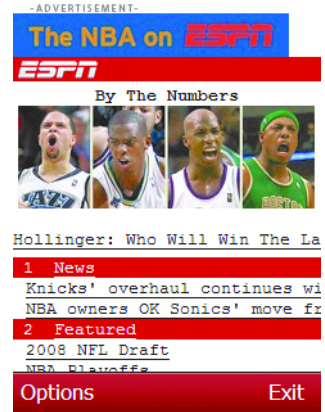 -ADVERTISEMENT-
The NBA on ESPN
ESPN
By The Numbers
JAZZ
BOSTON
Hollinger: Who Will Win The La
1 News
Knicks' overhaul continues wi
NBA owners OK Sonics' move fr
2 Featured
2008 NFL Draft
NBA Playoffs
Options Exit